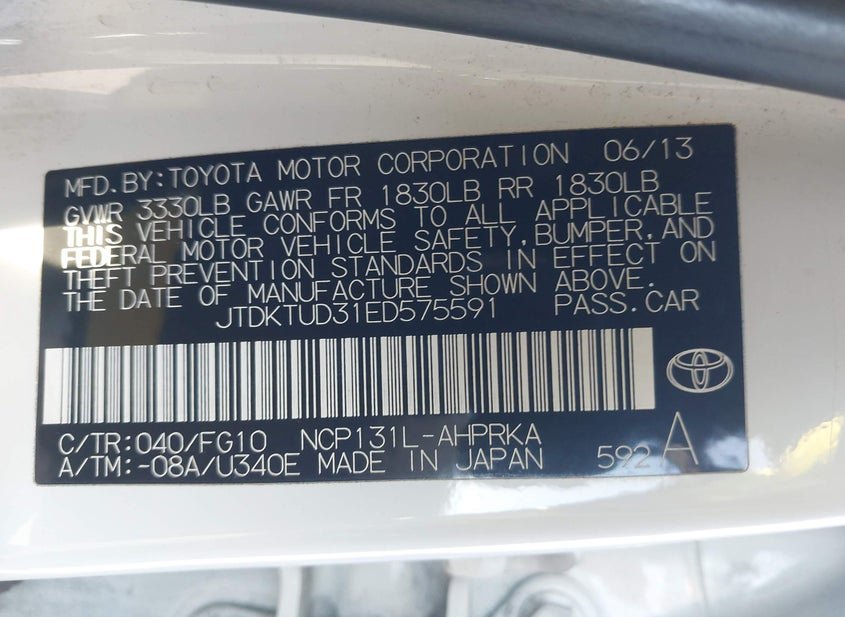 MFD.BY:TOYOTA MOTOR CORPORATION 06/13
GVWR 3330LB GAWR FR 1830LB RR 1830LB
THIS VEHICLE CONFORMS TO ALL APPLICABLE
FEDERAL MOTOR VEHICLE SAFETY,BUMPER,AND
THEFT PREVENTION STANDARDS IN EFFECT ON
THE DATE OF MANUFACTURE SHOWN ABOVE.
JTDKTUD31ED575591 PASS.CAR
C/TR:040/FG10 NCP131L-AHPRKA
A/TM:-08A/U340E MADE IN JAPAN 592 A